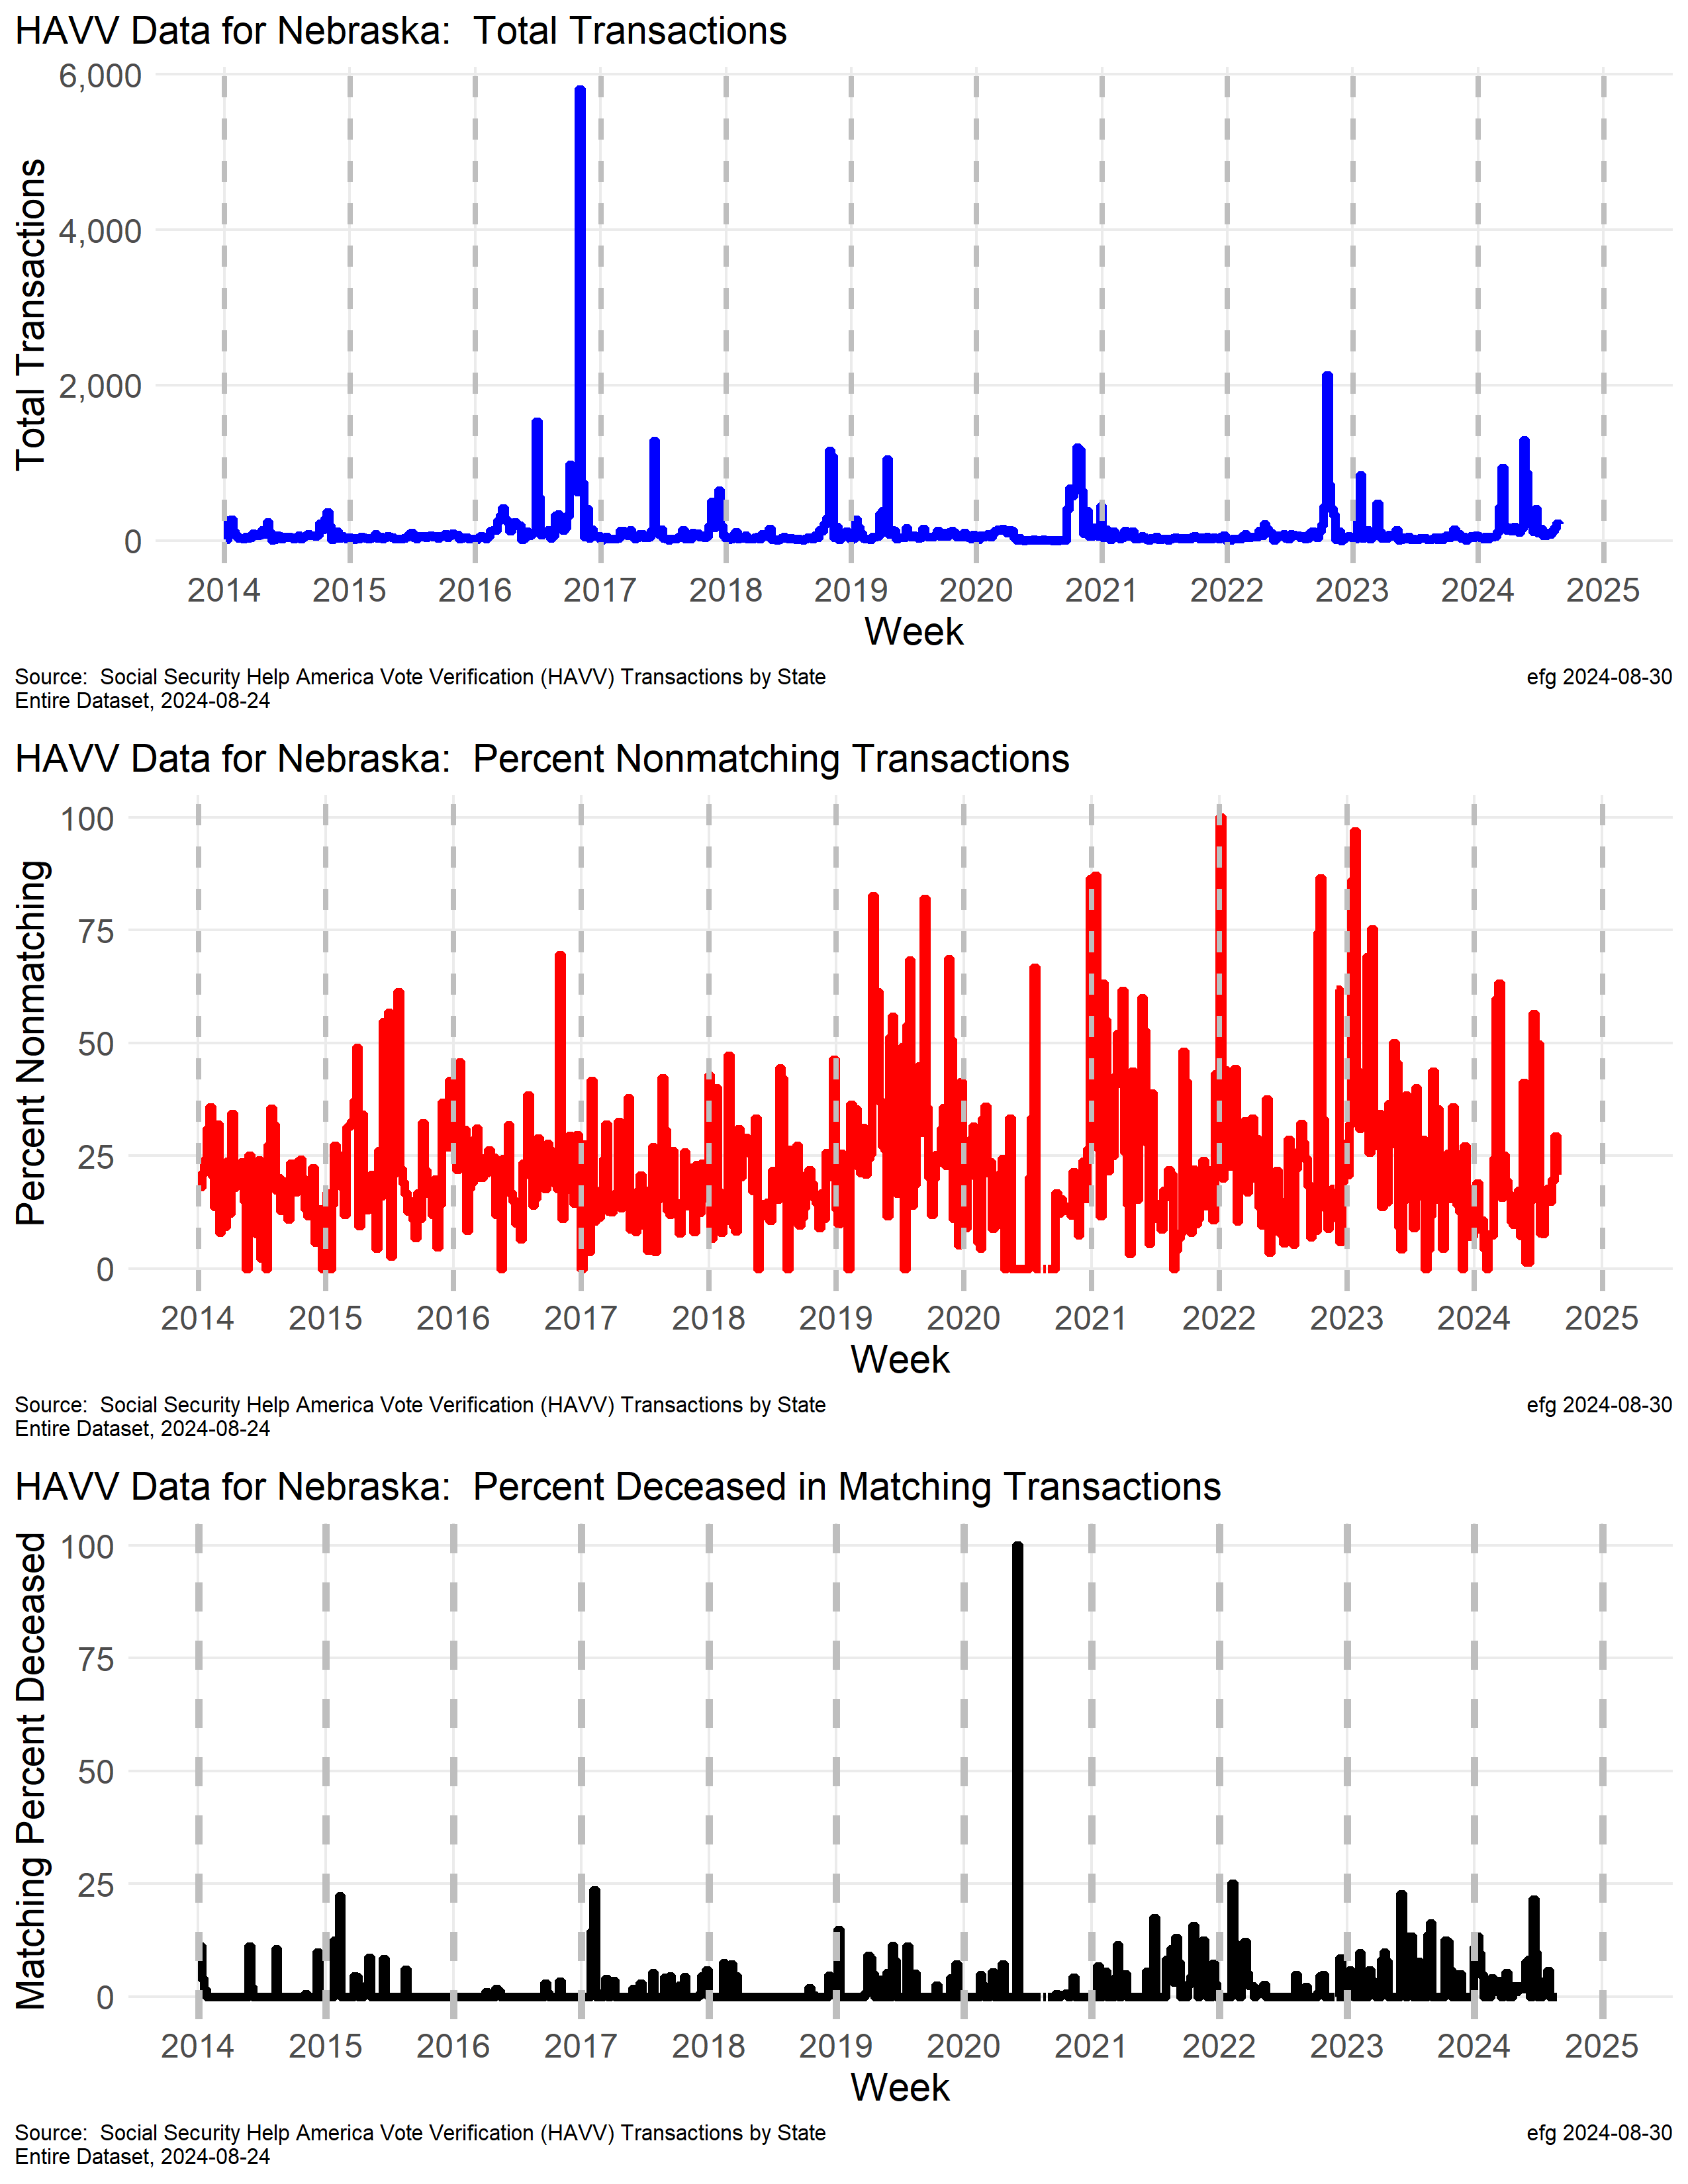 HAVV Data for Nebraska:  Total Transactions
Total Transactions
6,000
4,000
2,000
0
2014 2015 2016 2017 2018 2019 2020 2021 2022 2023 2024 2025
Week
Source:  Social Security Help America Vote Verification (HAVV) Transactions by State
Entire Dataset, 2024-08-24
efg 2024-08-30
HAVV Data for Nebraska:  Percent Nonmatching Transactions
Percent Nonmatching
100
75
50
25
0
2014 2015 2016 2017 2018 2019 2020 2021 2022 2023 2024 2025
Week
Source:  Social Security Help America Vote Verification (HAVV) Transactions by State
Entire Dataset, 2024-08-24
efg 2024-08-30
HAVV Data for Nebraska:  Percent Deceased in Matching Transactions
Matching Percent Deceased
100
75
50
25
0
2014 2015 2016 2017 2018 2019 2020 2021 2022 2023 2024 2025
Week
Source:  Social Security Help America Vote Verification (HAVV) Transactions by State
Entire Dataset, 2024-08-24
efg 2024-08-30